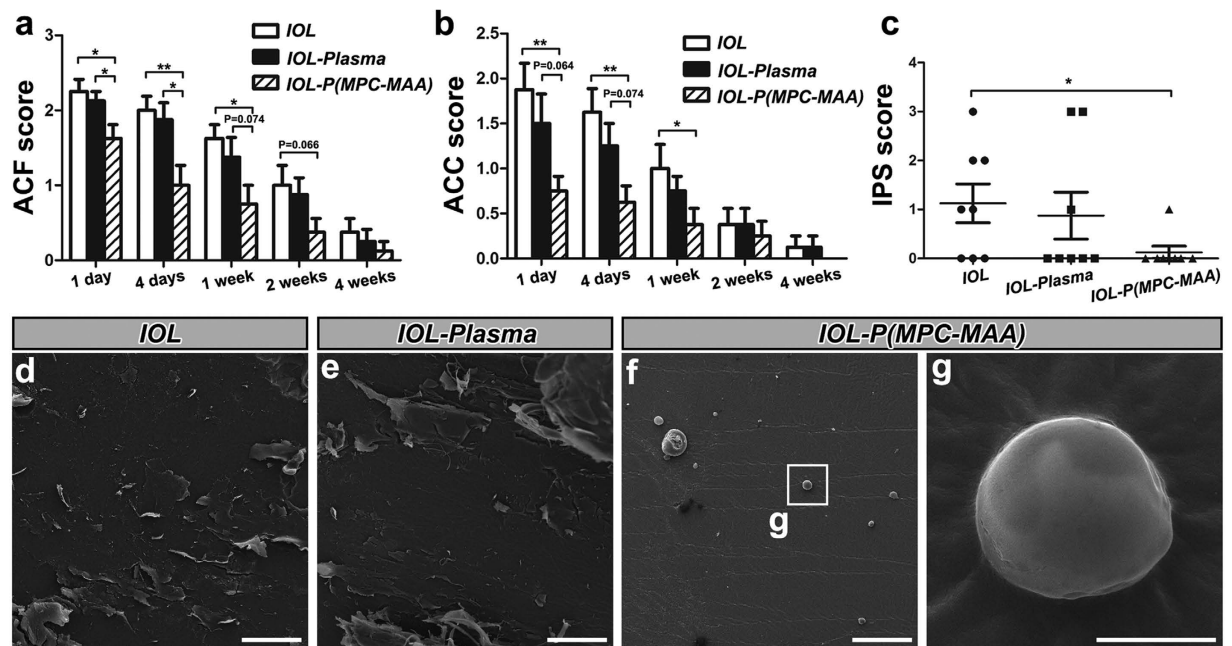 a
ACF score
3
2
1
0
IOL
IOL-Plasma
IOL-P(MPC-MAA)
*
*
**
*
*
P=0.074
P=0.066
1 day
4 days
1 week
2 weeks
4 weeks
b
ACC score
2.5
2.0
1.5
1.0
0.5
0.0
IOL
IOL-Plasma
IOL-P(MPC-MAA)
**
P=0.064
**
P=0.074
*
1 day
4 days
1 week
2 weeks
4 weeks
c
IPS score
4
3
2
1
0
*
IOL
IOL-Plasma
IOL-P(MPC-MAA)
IOL
IOL-Plasma
IOL-P(MPC-MAA)
d
e
f
g
g